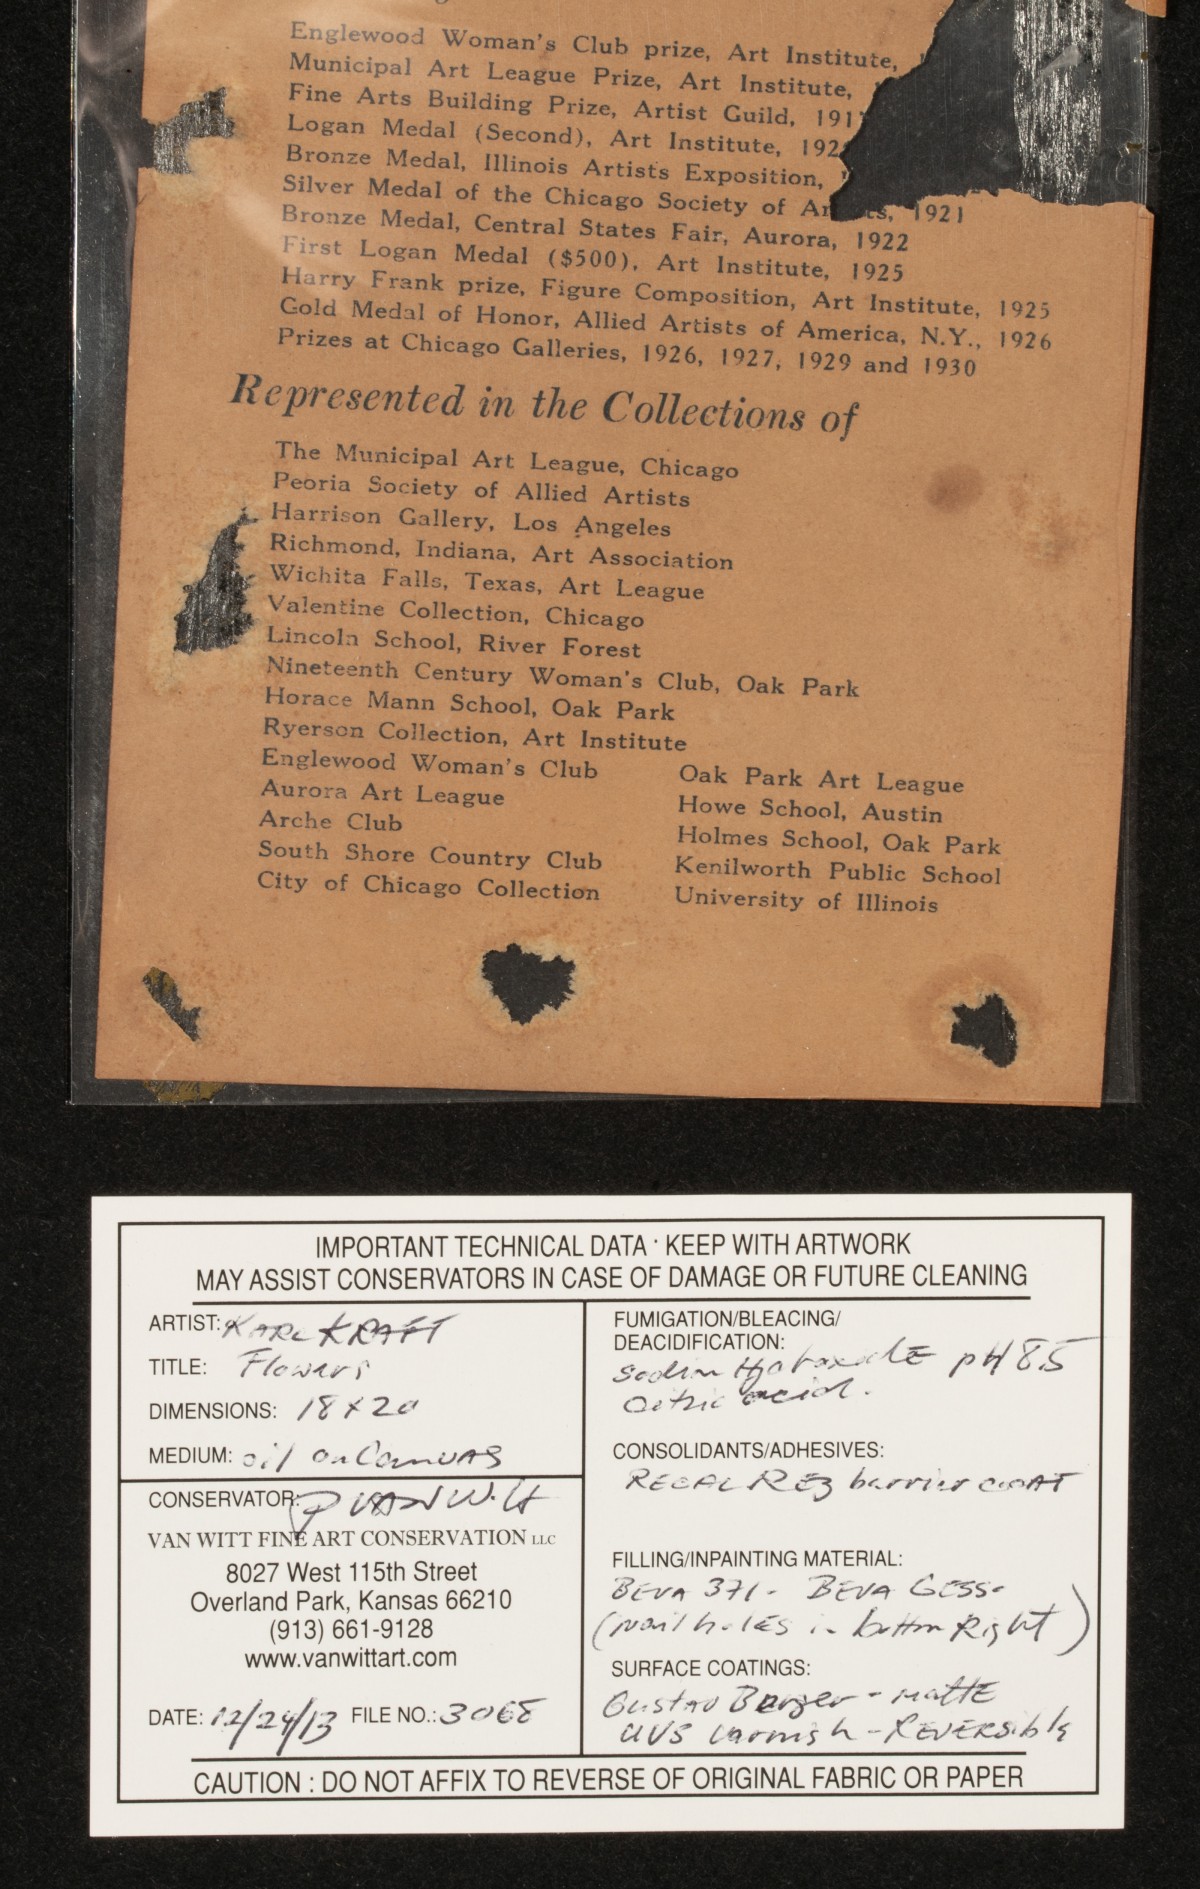 Englewood Woman's Club prize, Art Institute,
Municipal Art League Prize, Art Institute,
Fine Arts Building Prize, Artist Guild, 191
Logan Medal (Second), Art Institute, 192
Bronze Medal, Illinois Artists Exposition,
Silver Medal of the Chicago Society of Ar ts, 1921
Bronze Medal, Central States Fair, Aurora, 1922
First Logan Medal ($500), Art Institute, 1925
Harry Frank prize, Figure Composition, Art Institute, 1925
Gold Medal of Honor, Allied Artists of America, N.Y., 1926
Prizes at Chicago Galleries, 1926, 1927, 1929 and 1930
Represented in the Collections of
The Municipal Art League, Chicago
Peoria Society of Allied Artists
Harrison Gallery, Los Angeles
Richmond, Indiana, Art Association
Wichita Falls, Texas, Art League
Valentine Collection, Chicago
Lincoln School, River Forest
Nineteenth Century Woman's Club, Oak Park
Horace Mann School, Oak Park
Ryerson Collection, Art Institute
Englewood Woman's Club
Aurora Art League
Arche Club
South Shore Country Club
City of Chicago Collection
Oak Park Art League
Howe School, Austin
Holmes School, Oak Park
Kenilworth Public School
University of Illinois
IMPORTANT TECHNICAL DATA · KEEP WITH ARTWORK
MAY ASSIST CONSERVATORS IN CASE OF DAMAGE OR FUTURE CLEANING
ARTIST: KARL KRAFT
TITLE: Flowers
DIMENSIONS: 18 x 20
MEDIUM: oil on Canvas
CONSERVATOR: P VAN Witt
VAN WITT FINE ART CONSERVATION LLC
8027 West 115th Street
Overland Park, Kansas 66210
(913) 661-9128
www.vanwittart.com
DATE: 12/24/13 FILE NO.: 3068
FUMIGATION/BLEACING/
DEACIDIFICATION:
Sodium Hydroxide pH 8.5
Citric acid.
CONSOLIDANTS/ADHESIVES:
REGAL REZ barrier coat
FILLING/INPAINTING MATERIAL:
BEVA 371 - BEVA Gesso
(nail holes in bottom Right)
SURFACE COATINGS:
Gustav Berger - matte
UVS varnish - REVERSible
CAUTION : DO NOT AFFIX TO REVERSE OF ORIGINAL FABRIC OR PAPER